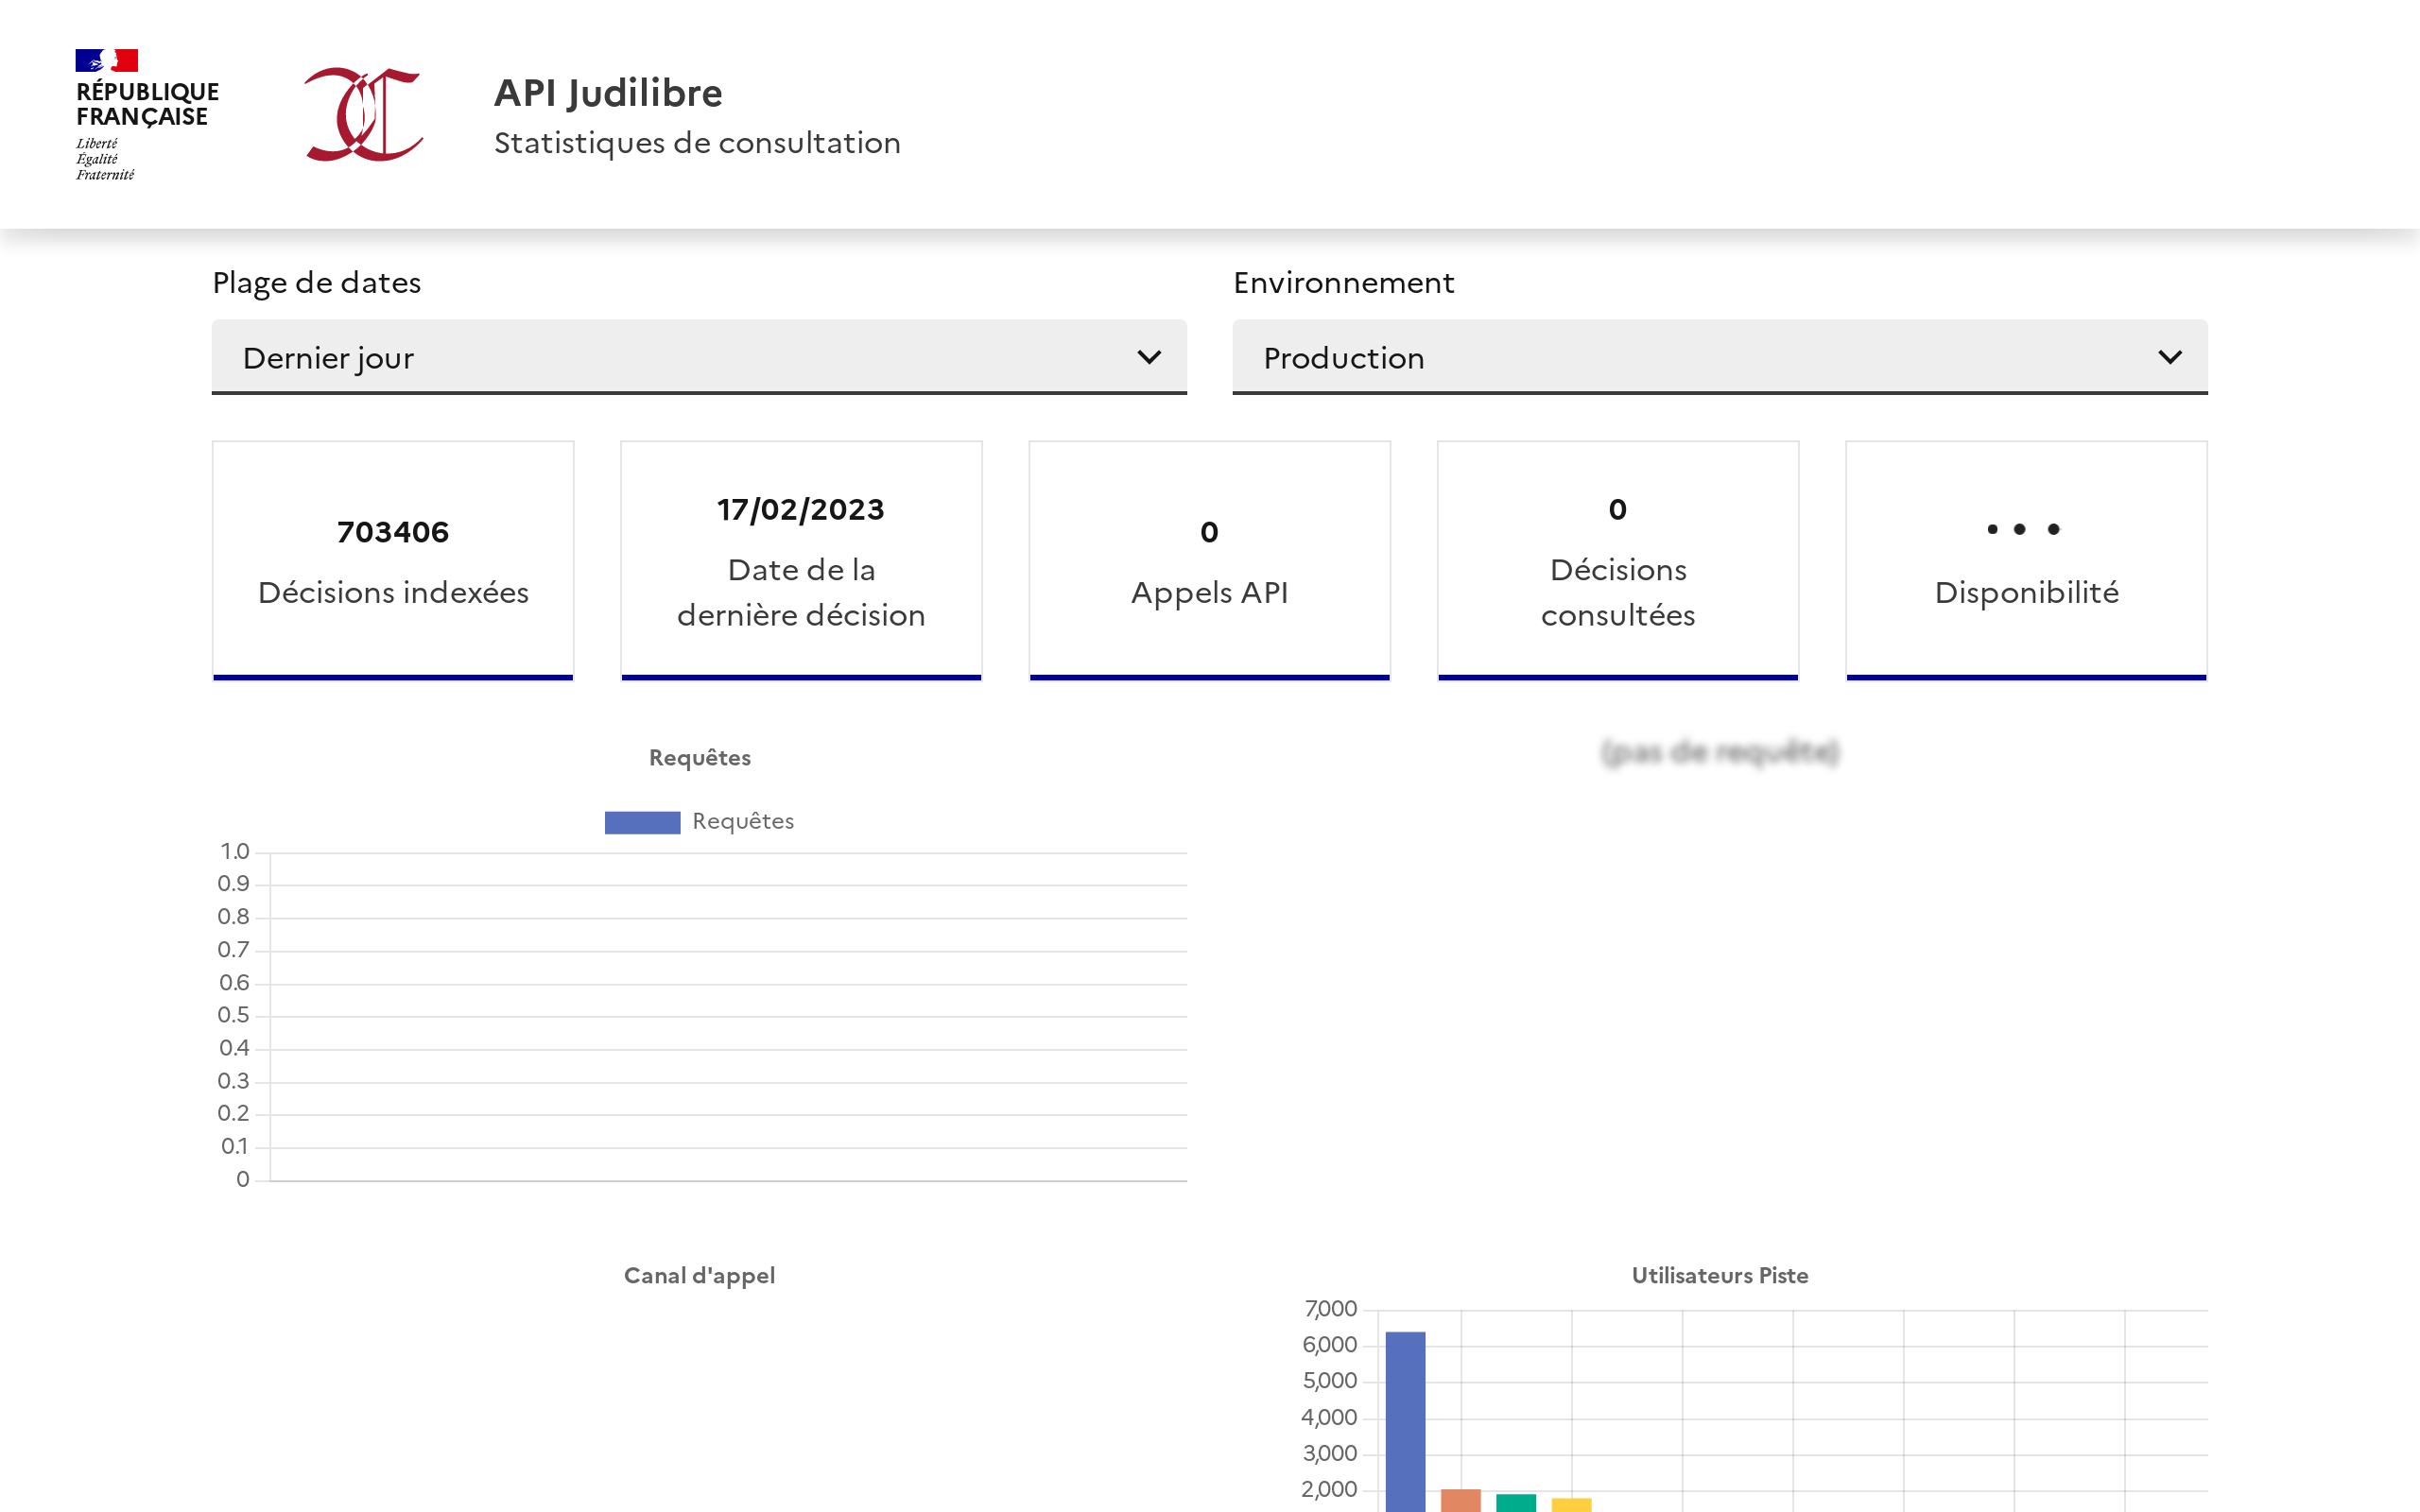 RÉPUBLIQUE
FRANÇAISE
Liberté
Égalité
Fraternité
API Judilibre
Statistiques de consultation
Plage de dates
Environnement
Dernier jour
Production
703406
Décisions indexées
17/02/2023
Date de la
dernière décision
0
Appels API
0
Décisions
consultées
• • •
Disponibilité
Requêtes
(pas de requête)
Requêtes
1.0
0.9
0.8
0.7
0.6
0.5
0.4
0.3
0.2
0.1
0
Canal d'appel
Utilisateurs Piste
7,000
6,000
5,000
4,000
3,000
2,000